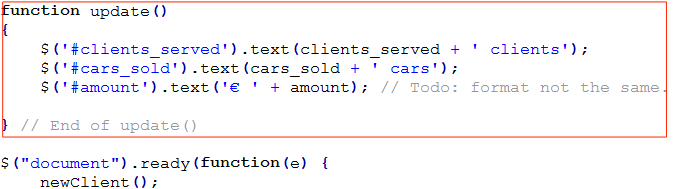 function update()
{
    $('#clients_served').text(clients_served + ' clients');
    $('#cars_sold').text(cars_sold + ' cars');
    $('#amount').text('€ ' + amount); // Todo: format not the same.
} // End of update()
$("document").ready(function(e) {
    newClient();